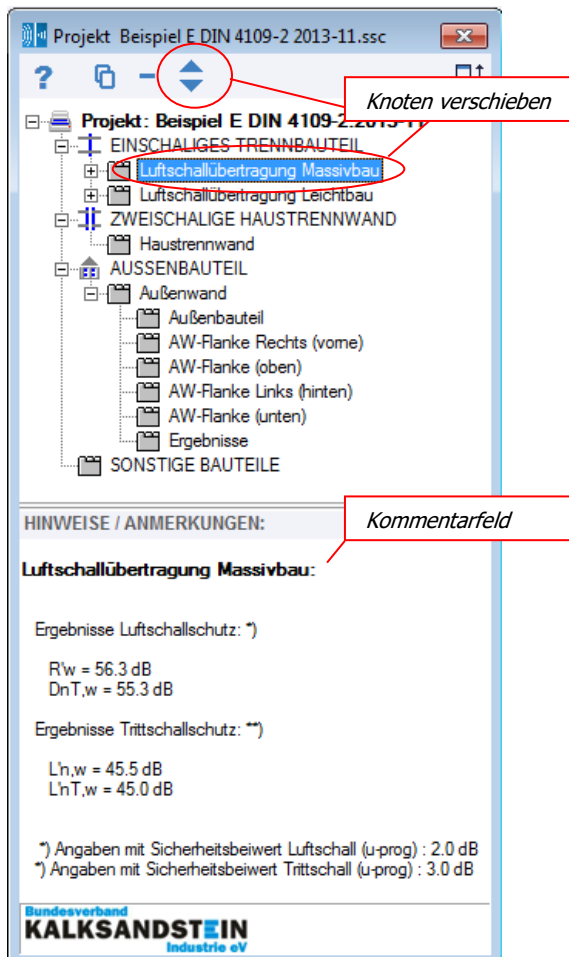 Projekt Beispiel E DIN 4109-2 2013-11.ssc
?
Knoten verschieben
Projekt: Beispiel E DIN 4109-2:2013-11
EINSCHALIGES TRENNBAUTEIL
Luftschallübertragung Massivbau
Luftschallübertragung Leichtbau
ZWEISCHALIGE HAUSTRENNWAND
Haustrennwand
AUSSENBAUTEIL
Außenwand
Außenbauteil
AW-Flanke Rechts (vorne)
AW-Flanke (oben)
AW-Flanke Links (hinten)
AW-Flanke (unten)
Ergebnisse
SONSTIGE BAUTEILE
HINWEISE / ANMERKUNGEN:
Kommentarfeld
Luftschallübertragung Massivbau:
Ergebnisse Luftschallschutz: *)
R'w = 56.3 dB
DnT,w = 55.3 dB
Ergebnisse Trittschallschutz: **)
L'n,w = 45.5 dB
L'nT,w = 45.0 dB
*) Angaben mit Sicherheitsbeiwert Luftschall (u-prog) : 2.0 dB
*) Angaben mit Sicherheitsbeiwert Trittschall (u-prog) : 3.0 dB
Bundesverband
KALKSANDSTEIN
Industrie eV